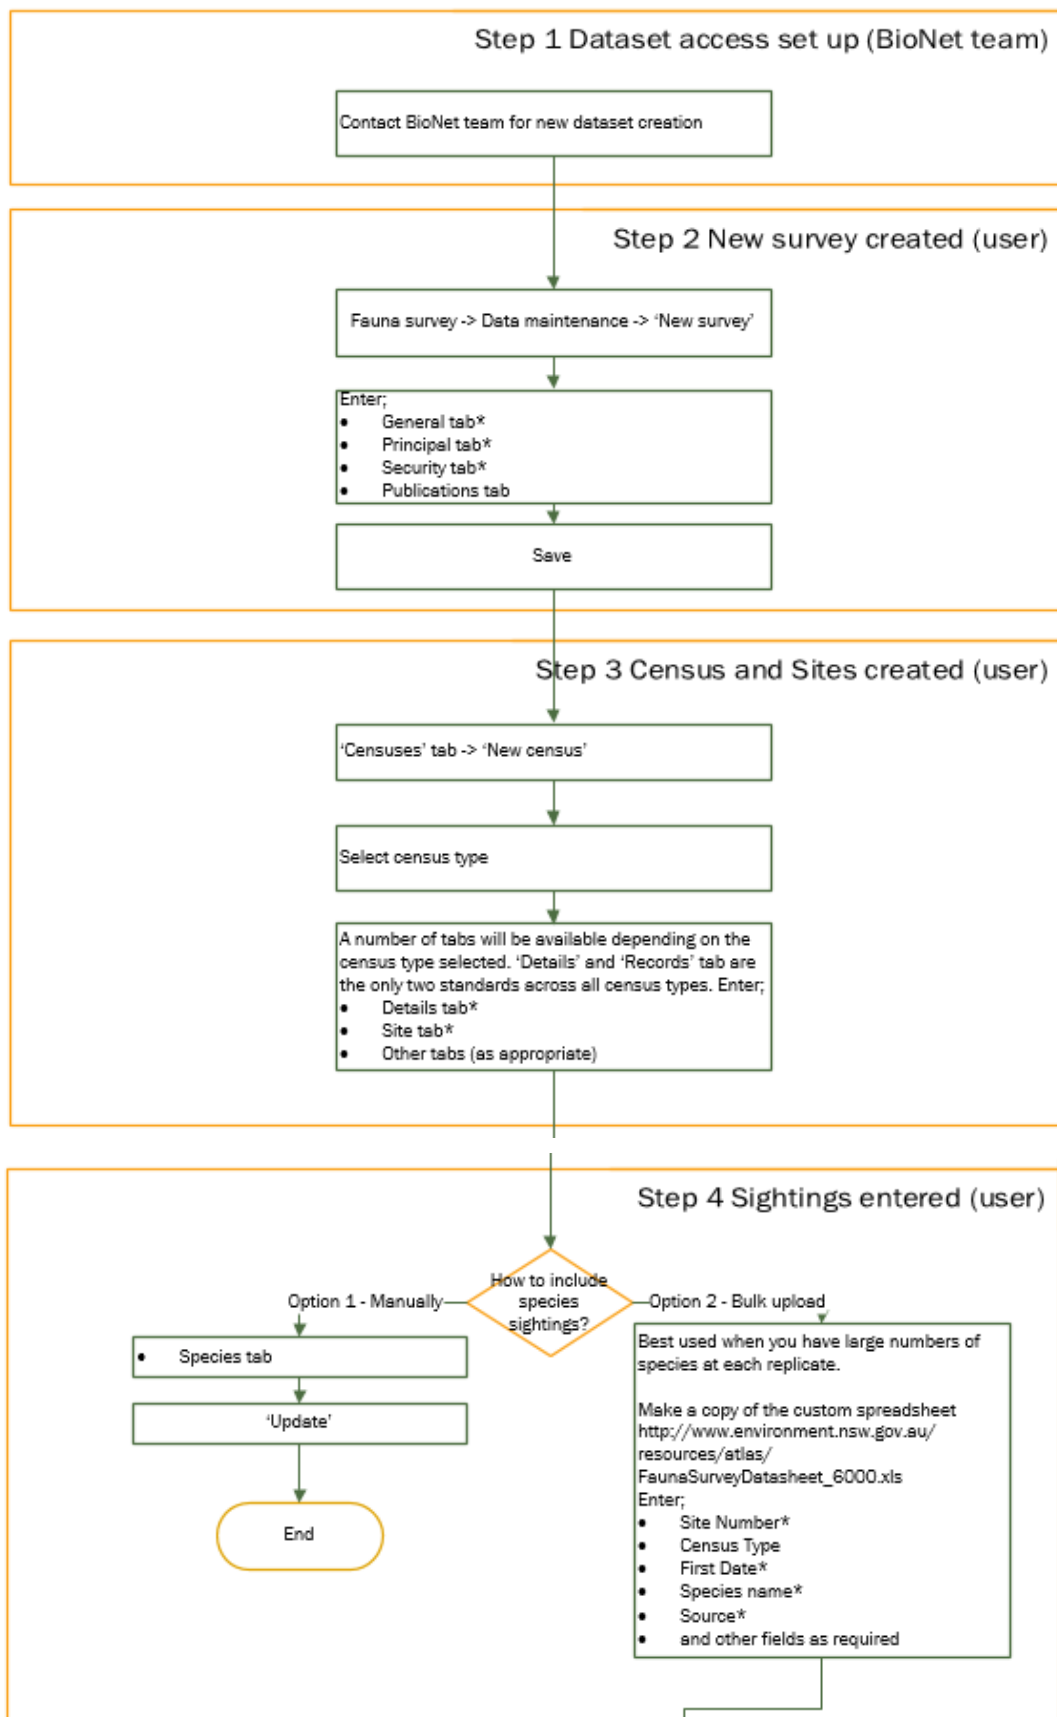 Step 1 Dataset access set up (BioNet team)
Contact BioNet team for new dataset creation
Step 2 New survey created (user)
Fauna survey -> Data maintenance -> ‘New survey’
Enter;
• General tab*
• Principal tab*
• Security tab*
• Publications tab
Save
Step 3 Census and Sites created (user)
‘Censuses’ tab -> ‘New census’
Select census type
A number of tabs will be available depending on the
census type selected. ‘Details’ and ‘Records’ tab are
the only two standards across all census types. Enter;
• Details tab*
• Site tab*
• Other tabs (as appropriate)
Step 4 Sightings entered (user)
How to include
species
sightings?
Option 1 - Manually
• Species tab
‘Update’
End
Option 2 - Bulk upload
Best used when you have large numbers of
species at each replicate.
Make a copy of the custom spreadsheet
http://www.environment.nsw.gov.au/
resources/atlas/
FaunaSurveyDatasheet_6000.xls
Enter;
• Site Number*
• Census Type
• First Date*
• Species name*
• Source*
• and other fields as required